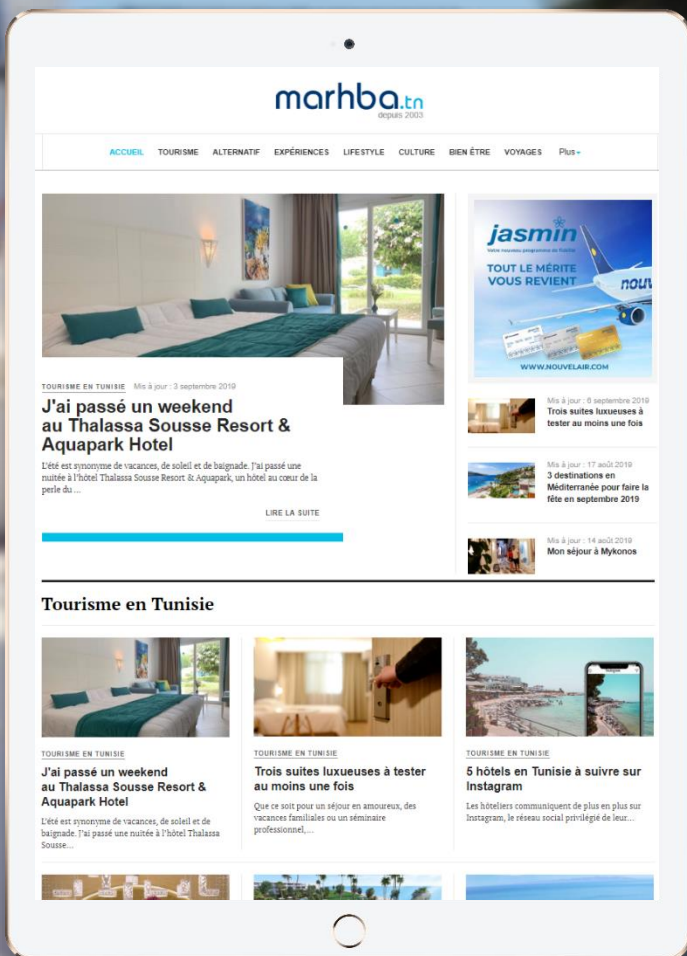 marhba.tn
depuis 2003
ACCUEIL TOURISME ALTERNATIF EXPÉRIENCES LIFESTYLE CULTURE BIEN ÊTRE VOYAGES Plus
TOURISME EN TUNISIE Mis à jour : 3 septembre 2019
J'ai passé un weekend
au Thalassa Sousse Resort &
Aquapark Hotel
L'été est synonyme de vacances, de soleil et de baignade. J'ai passé une
nuitée à l'hôtel Thalassa Sousse Resort & Aquapark, un hôtel au cœur de la
perle du ...
LIRE LA SUITE
jasmin
Votre nouveau programme de fidélité
TOUT LE MÉRITE
VOUS REVIENT
nouv
WWW.NOUVELAIR.COM
Mis à jour : 6 septembre 2019
Trois suites luxueuses à
tester au moins une fois
Mis à jour : 17 août 2019
3 destinations en
Méditerranée pour faire la
fête en septembre 2019
Mis à jour : 14 août 2019
Mon séjour à Mykonos
Tourisme en Tunisie
TOURISME EN TUNISIE
J'ai passé un weekend
au Thalassa Sousse Resort &
Aquapark Hotel
L'été est synonyme de vacances, de soleil et de
baignade. J'ai passé une nuitée à l'hôtel Thalassa
Sousse...
TOURISME EN TUNISIE
Trois suites luxueuses à tester
au moins une fois
Que ce soit pour un séjour en amoureux, des
vacances familiales ou un séminaire
professionnel,...
TOURISME EN TUNISIE
5 hôtels en Tunisie à suivre sur
Instagram
Les hôteliers communiquent de plus en plus sur
Instagram, le réseau social privilégié de leur...